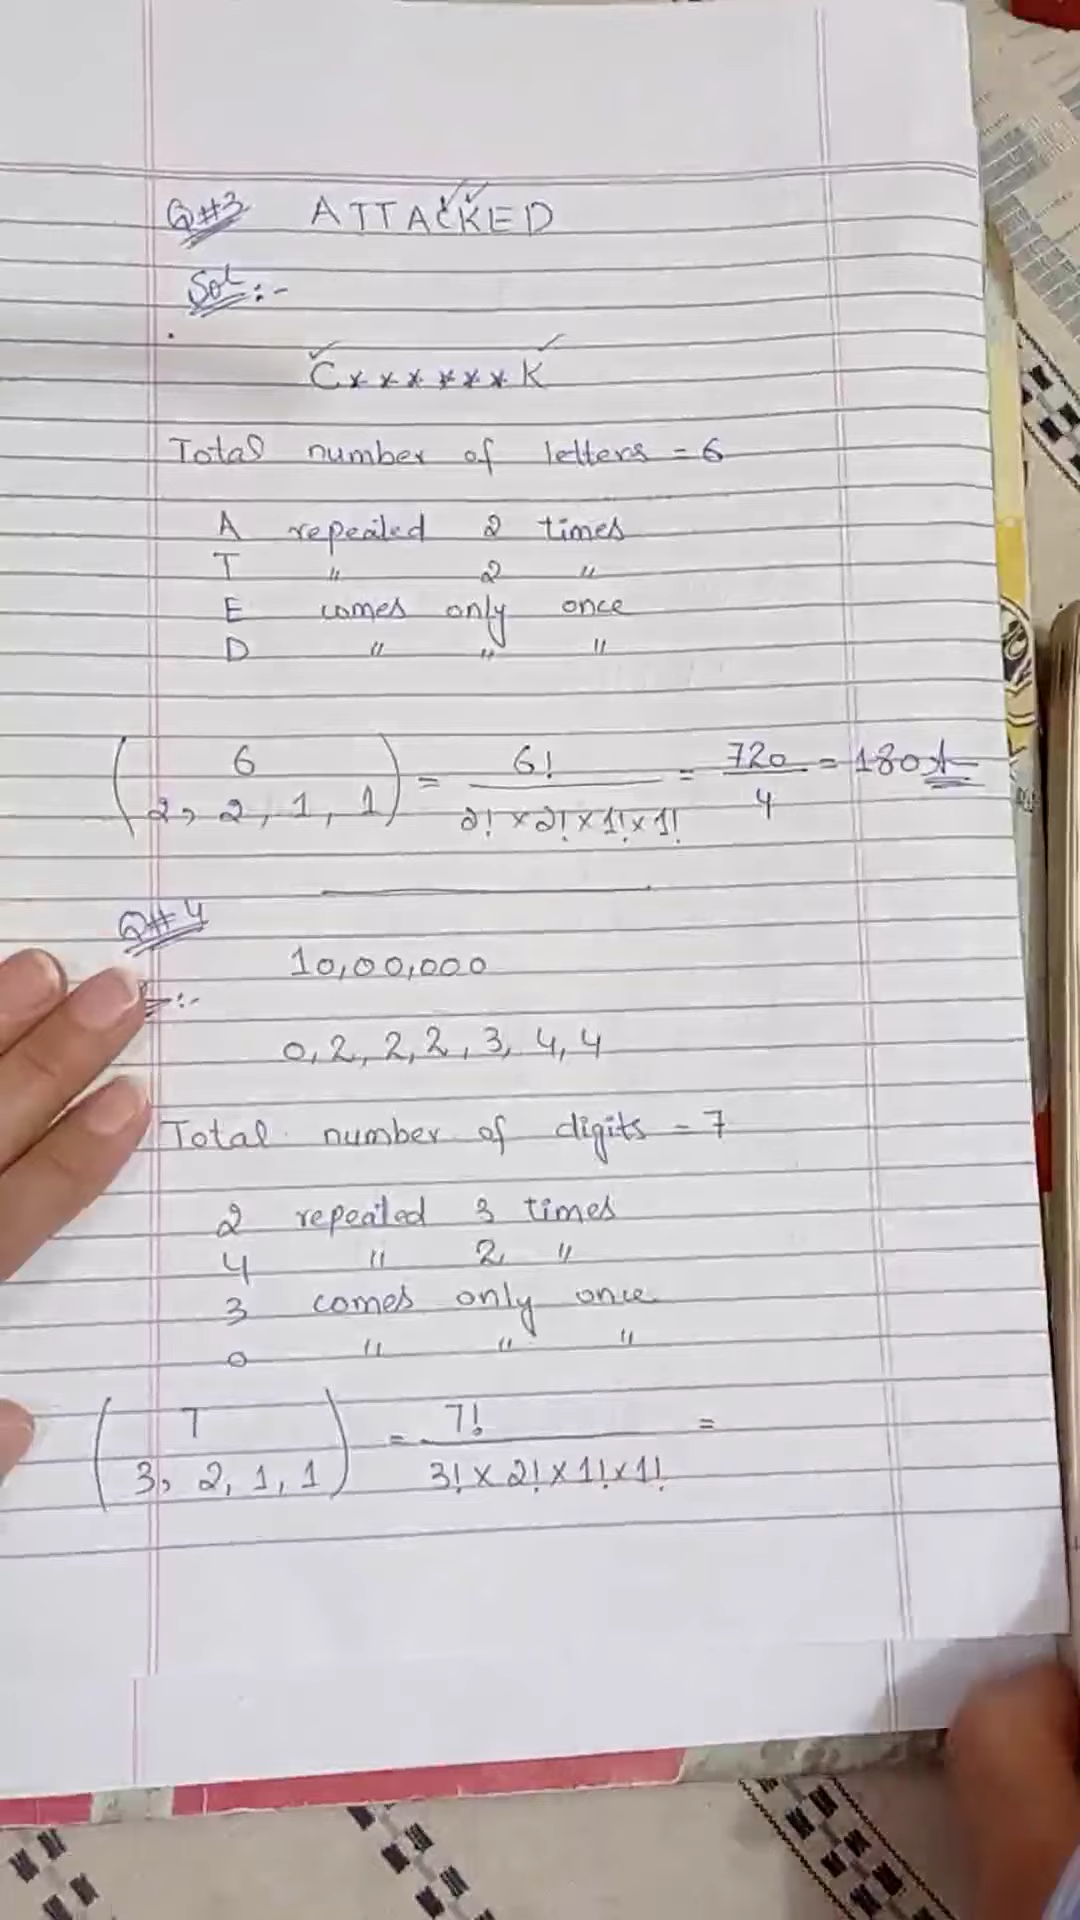 Q#3 ATTACKED
Sol:-
C * * * * * * K
Total number of letters = 6
A repeated 2 times
T " 2 "
E comes only once
D " " "
(6 / 2, 2, 1, 1) = 6! / 2! × 2! × 1! × 1! = 720 / 4 = 180
Q#4
10,00,000
:-
0, 2, 2, 2, 3, 4, 4
Total number of digits = 7
2 repeated 3 times
4 " 2 "
3 comes only once
0 " " "
(7 / 3, 2, 1, 1) = 7! / 3! × 2! × 1! × 1! =